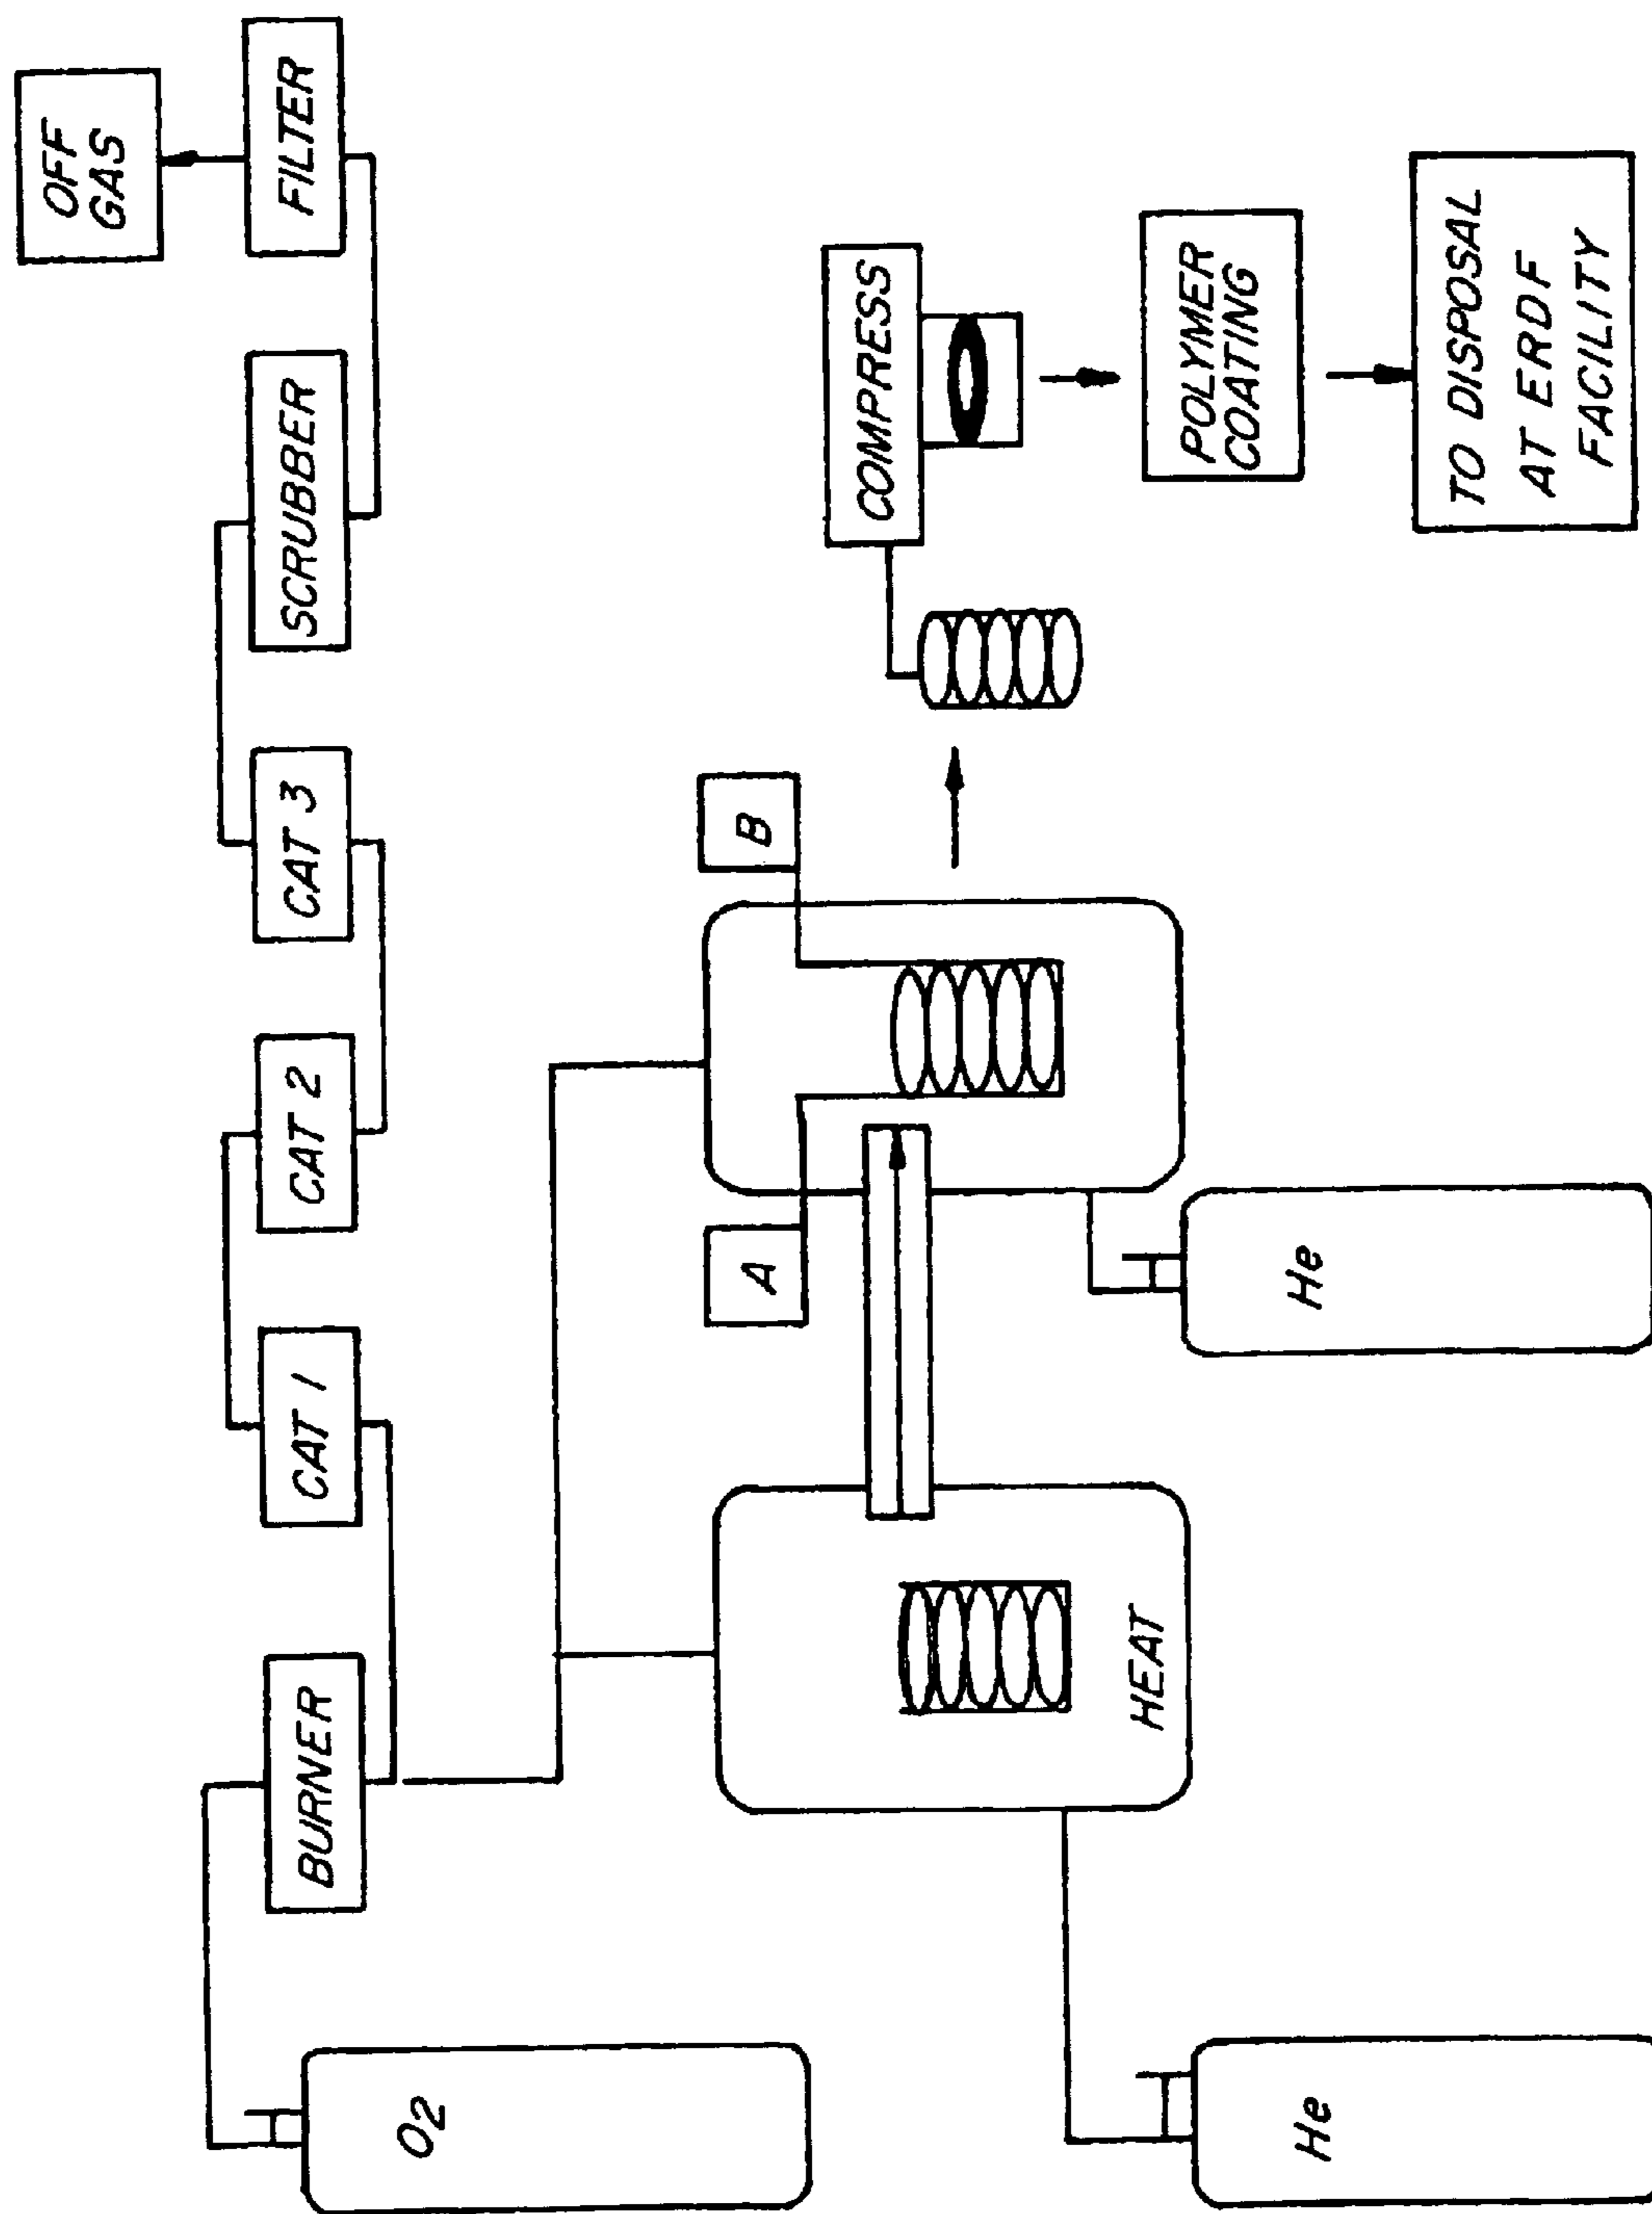 O2
BURNER
CAT 1
CAT 2
CAT 3
SCRUBBER
FILTER
OFF
GAS
He
HEAT
A
B
He
COMPRESS
POLYMER
COATING
TO DISPOSAL
AT ERDF
FACILITY